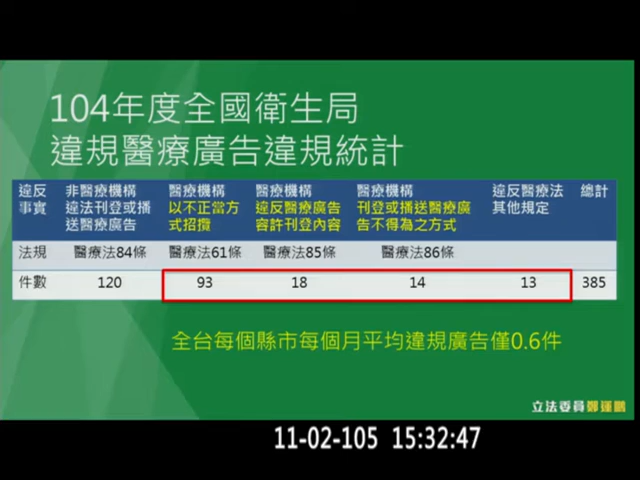 104年度全國衛生局
違規醫療廣告違規統計
違反事實 非醫療機構違法刊登或播送醫療廣告 醫療機構以不正當方式招攬 醫療機構違反醫療廣告容許刊登內容 醫療機構刊登或播送醫療廣告不得為之方式 違反醫療法其他規定 總計
法規 醫療法84條 醫療法61條 醫療法85條 醫療法86條
件數 120 93 18 14 13 385
全台每個縣市每個月平均違規廣告僅0.6件
立法委員鄭運鵬
11-02-105 15:32:47